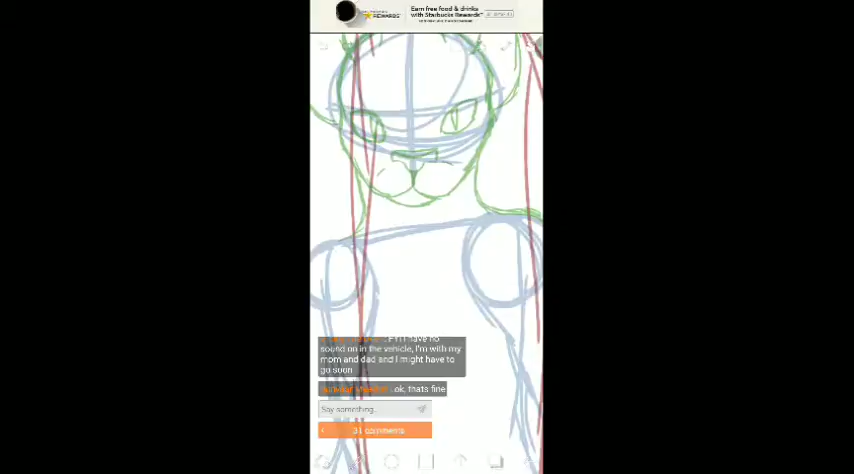 REWARDS
Earn free food & drinks
with Starbucks Rewards™
FYI I have no
sound on in the vehicle, I'm with my
mom and dad and I might have to
go soon
ok, thats fine
Say something..
31 comments